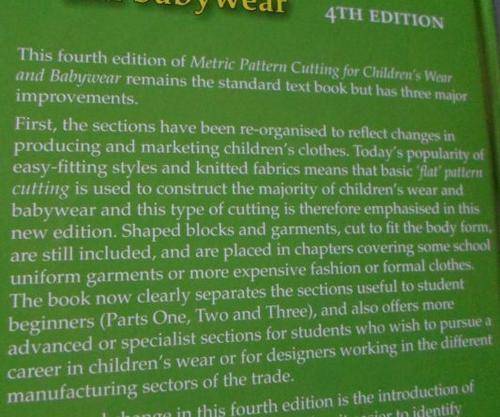 Babywear
4TH EDITION
This fourth edition of Metric Pattern Cutting for Children's Wear
and Babywear remains the standard text book but has three major
improvements.
First, the sections have been re-organised to reflect changes in
producing and marketing children's clothes. Today's popularity of
easy-fitting styles and knitted fabrics means that basic 'flat' pattern
cutting is used to construct the majority of children's wear and
babywear and this type of cutting is therefore emphasised in this
new edition. Shaped blocks and garments, cut to fit the body form,
are still included, and are placed in chapters covering some school
uniform garments or more expensive fashion or formal clothes.
The book now clearly separates the sections useful to student
beginners (Parts One, Two and Three), and also offers more
advanced or specialist sections for students who wish to pursue a
career in children's wear or for designers working in the different
manufacturing sectors of the trade.
change in this fourth edition is the introduction of
easier to identify